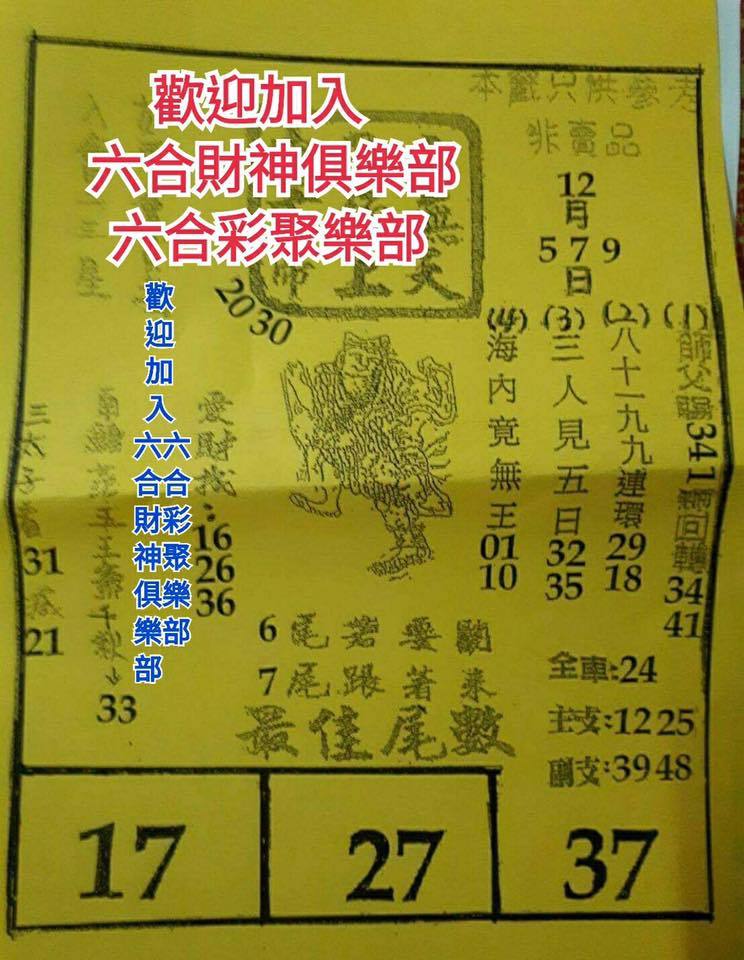 歡迎加入
六合財神俱樂部
六合彩聚樂部
本籤只供參考
非賣品
12
月
5 7 9
日
(1)師父賜341
回轉
34
41
(2)八十一九九連環
29
18
(3)三人見五日
32
35
(4)海內竟無王
01
10
2030
歡迎加入六合財神俱樂部
六合彩聚樂部
愛財找:
16
26
36
33
31
21
6尾若要
7尾跟著來
最佳尾數
全車:24
主支:12 25
副支:39 48
17
27
37